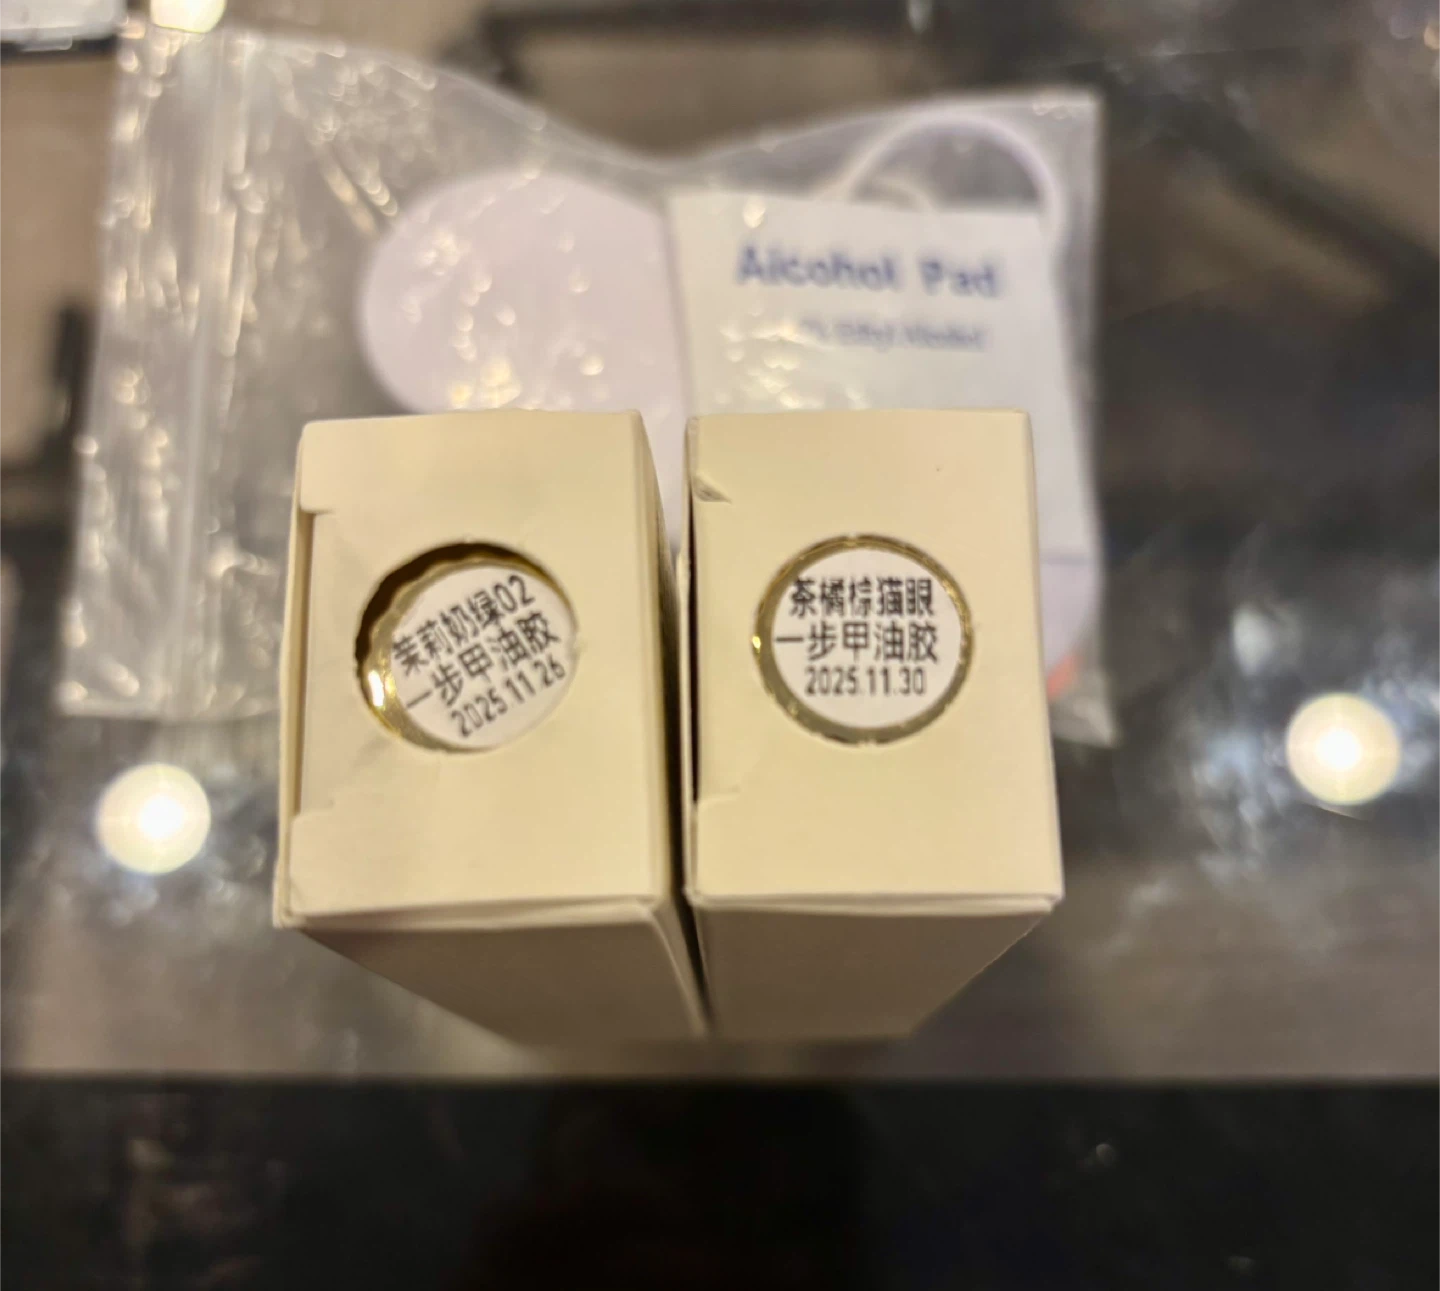 Alcohol Pad
茉莉奶绿02
一步甲油胶
2025.11.26
茶橘棕猫眼
一步甲油胶
2025.11.30